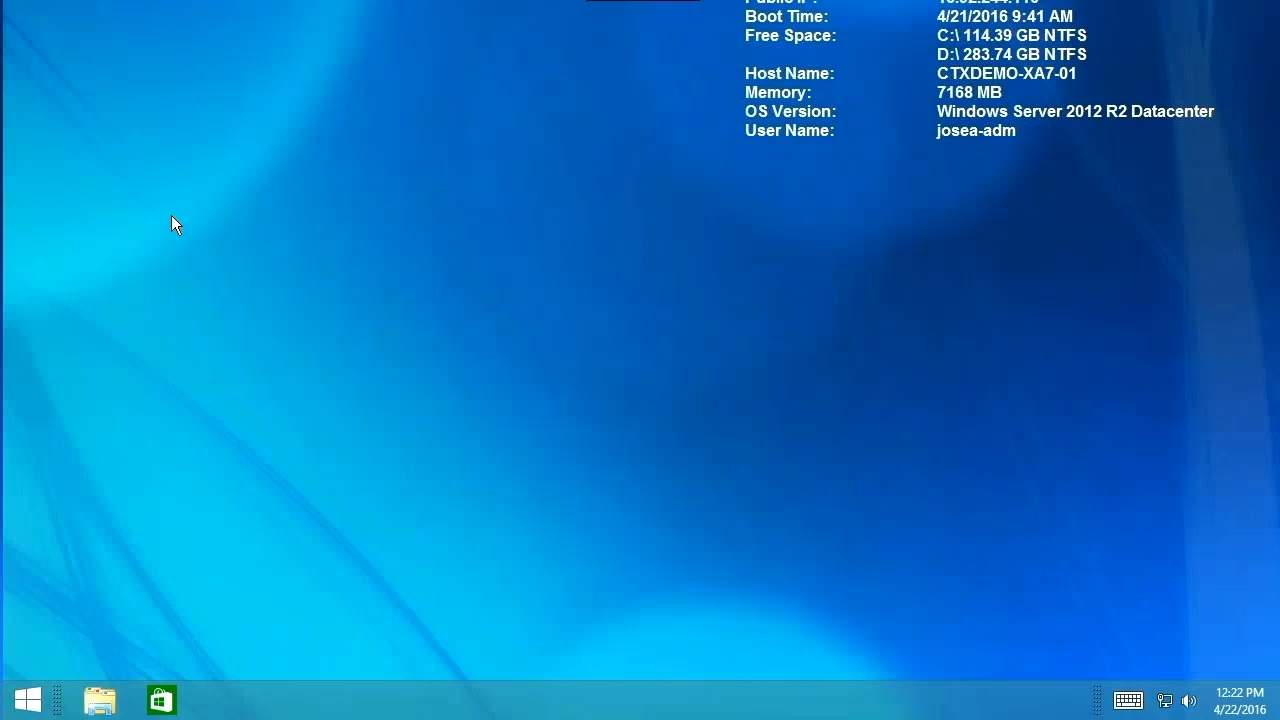 Boot Time: 4/21/2016 9:41 AM
Free Space: C:\ 114.39 GB NTFS
D:\ 283.74 GB NTFS
Host Name: CTXDEMO-XA7-01
Memory: 7168 MB
OS Version: Windows Server 2012 R2 Datacenter
User Name: josea-adm
12:22 PM
4/22/2016